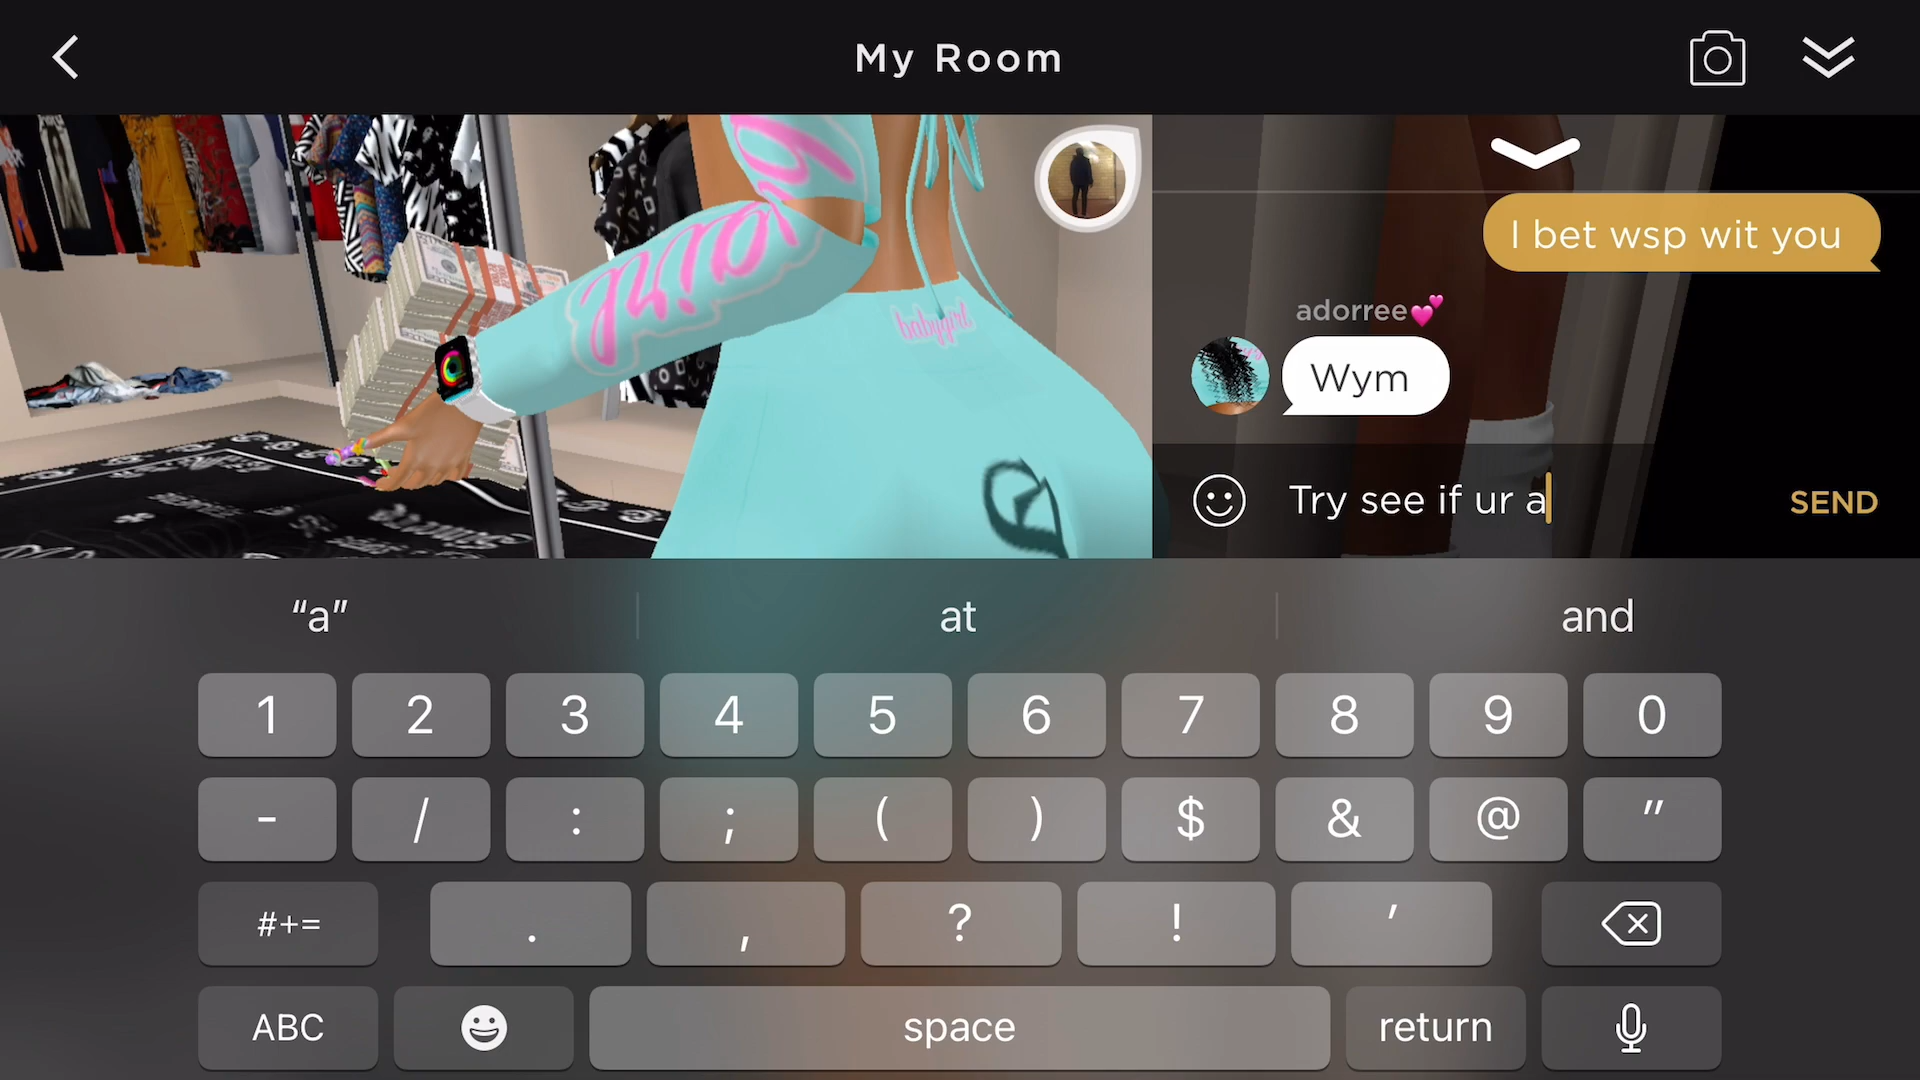 My Room
I bet wsp wit you
adorree💕
Wym
Try see if ur a
SEND
babygirl
"a"
at
and
1 2 3 4 5 6 7 8 9 0
- / : ; ( ) $ & @ "
#+= . , ? ! '
ABC
space
return